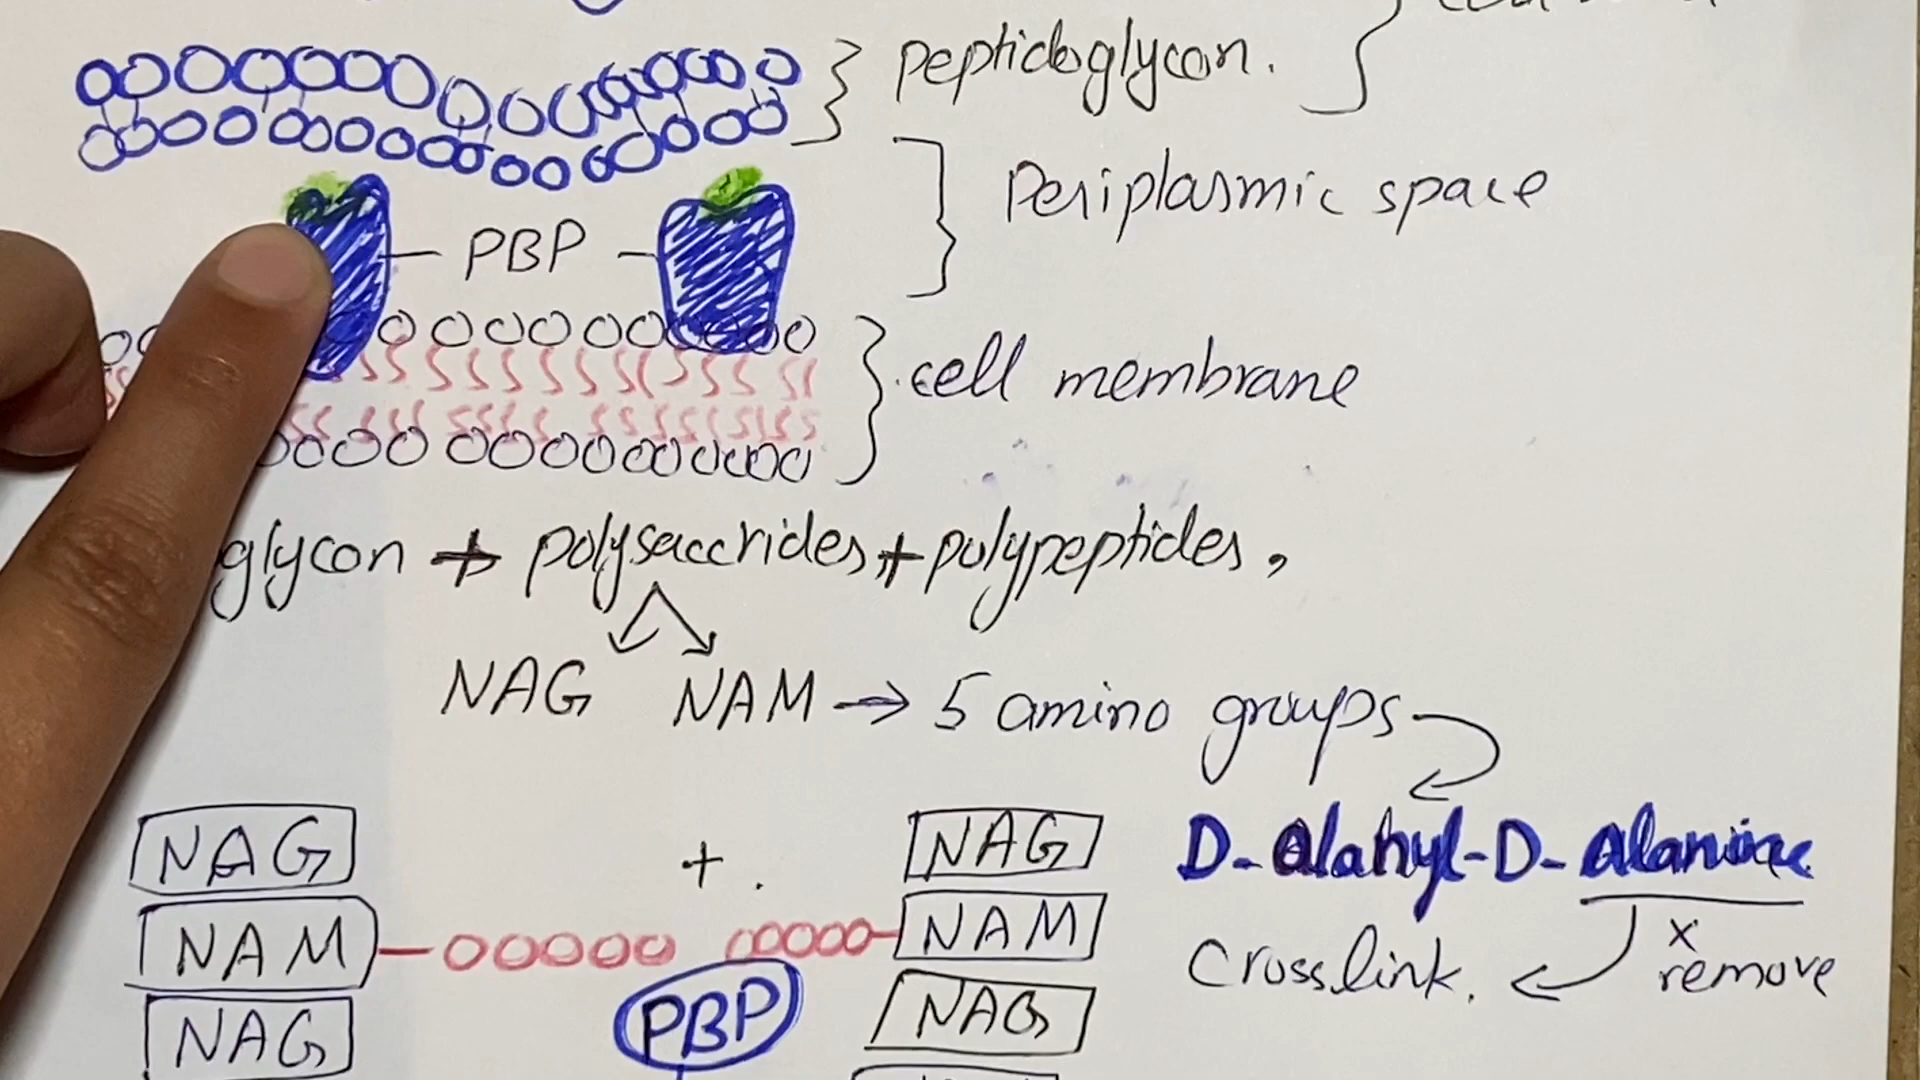 peptidoglycon.
Periplasmic space
PBP
cell membrane
glycon + polysaccrides + polypeptides,
NAG NAM → 5 amino groups
D-Alanyl-D-Alanine
x
remove
Crosslink.
NAG + . NAG
NAM NAM
PBP
NAG NAG